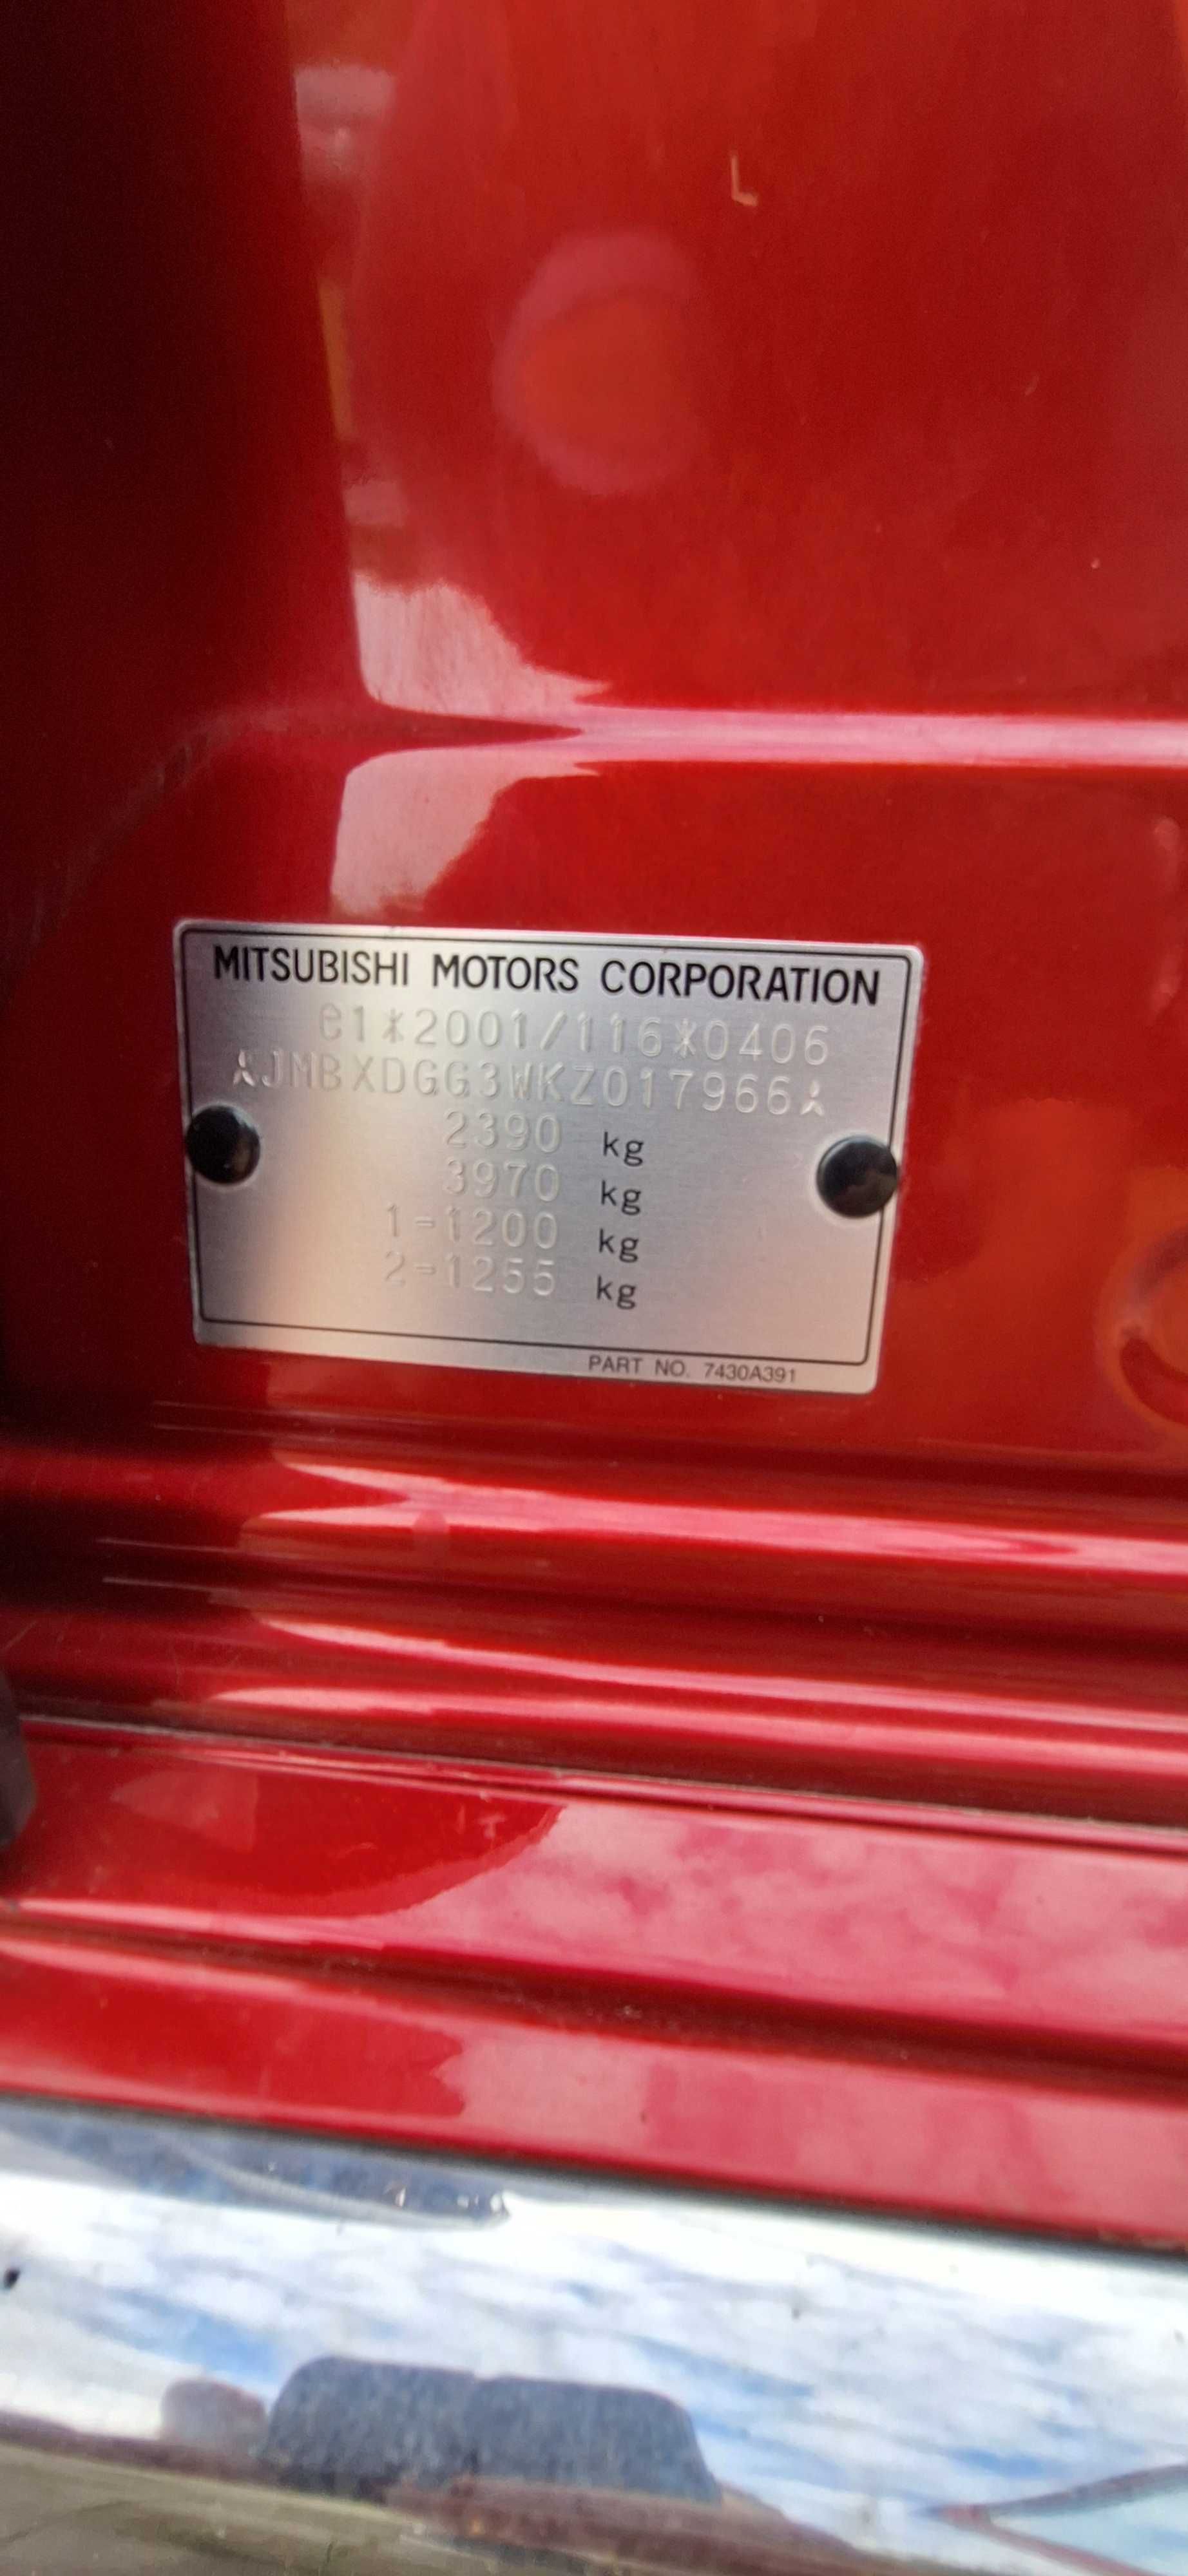 MITSUBISHI MOTORS CORPORATION
e1*2001/116*0406
JMBXDGG3WKZ017966
2390 kg
3970 kg
1-1200 kg
2-1255 kg
PART NO. 7430A391